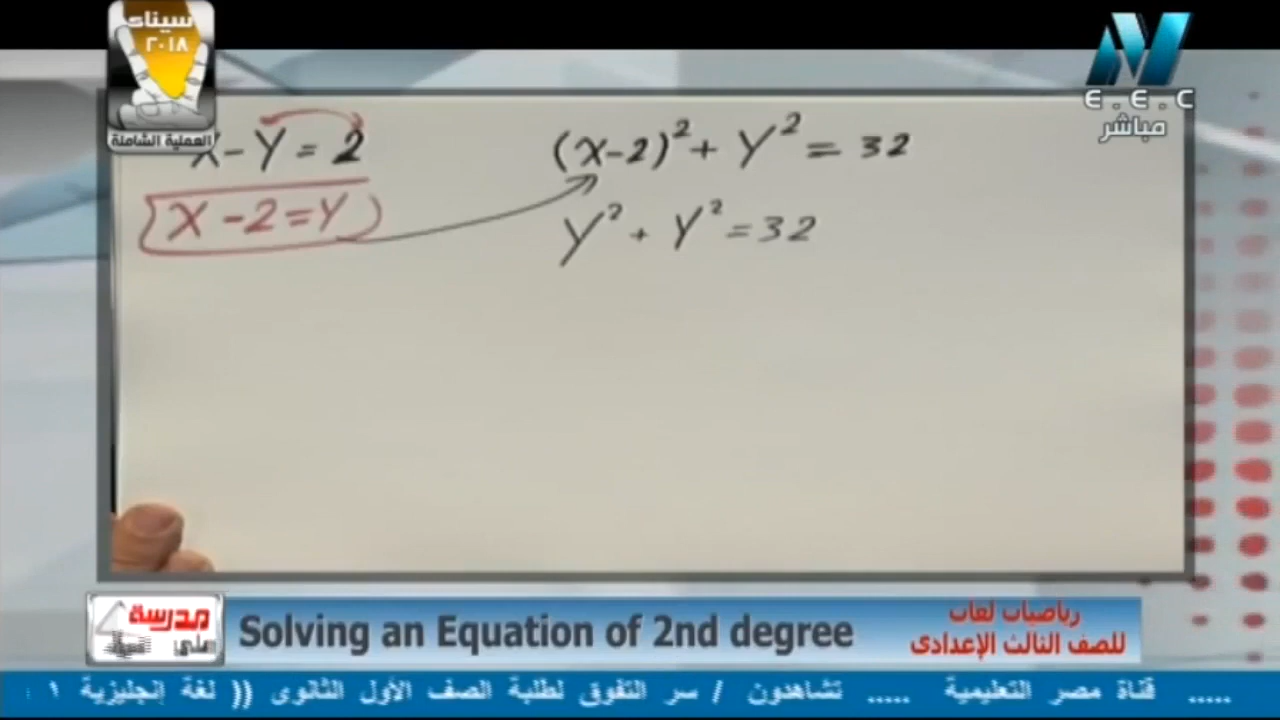 سيناء
٢٠١٨
العملية الشاملة
E.E.C
مباشر
X - Y = 2
X - 2 = Y
(X-2)² + Y² = 32
Y² + Y² = 32
مدرسة
على
Solving an Equation of 2nd degree
رياضيات لغات
للصف الثالث الإعدادى
..... قناة مصر التعليمية ..... تشاهدون / سر التفوق لطلبة الصف الأول الثانوى (( لغة إنجليزية ١ :